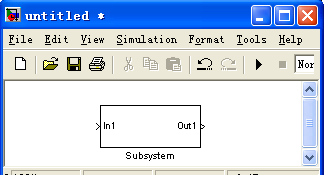 untitled *
File Edit View Simulation Format Tools Help
Nor
In1 Out1
Subsystem